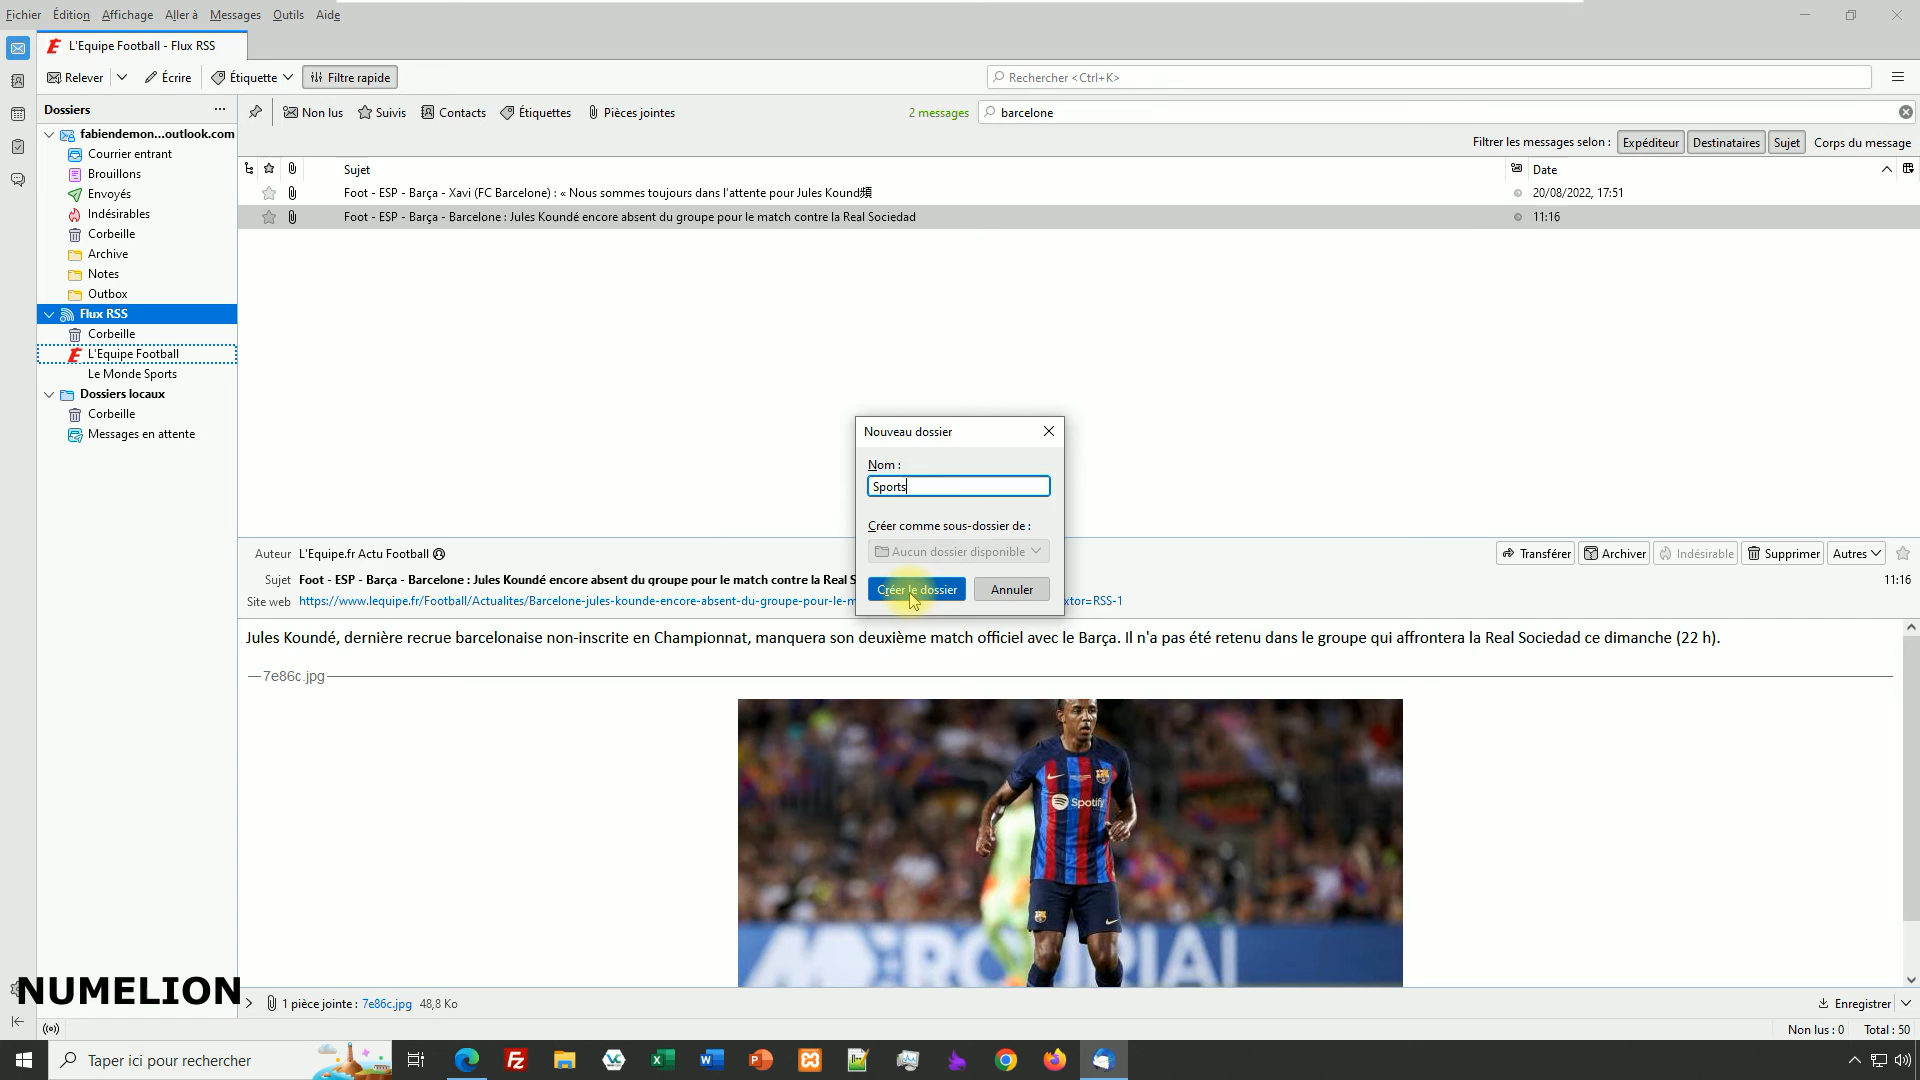 Fichier Édition Affichage Aller à Messages Outils Aide
L'Equipe Football - Flux RSS
Relever Écrire Étiquette Filtre rapide Rechercher <Ctrl+K>
Dossiers ...
Non lus Suivis Contacts Étiquettes Pièces jointes 2 messages barcelone
Filtrer les messages selon : Expéditeur Destinataires Sujet Corps du message
fabiendemon...outlook.com
Courrier entrant
Brouillons
Envoyés
Indésirables
Corbeille
Archive
Notes
Outbox
Flux RSS
Corbeille
L'Equipe Football
Le Monde Sports
Dossiers locaux
Corbeille
Messages en attente
Sujet Date
Foot - ESP - Barça - Xavi (FC Barcelone) : « Nous sommes toujours dans l'attente pour Jules Kound頻 20/08/2022, 17:51
Foot - ESP - Barça - Barcelone : Jules Koundé encore absent du groupe pour le match contre la Real Sociedad 11:16
Nouveau dossier
Nom :
Sports
Créer comme sous-dossier de :
Aucun dossier disponible
Créer le dossier Annuler
Auteur L'Equipe.fr Actu Football Transférer Archiver Indésirable Supprimer Autres
Sujet Foot - ESP - Barça - Barcelone : Jules Koundé encore absent du groupe pour le match contre la Real S 11:16
Site web https://www.lequipe.fr/Football/Actualites/Barcelone-jules-kounde-encore-absent-du-groupe-pour-le-m xtor=RSS-1
Jules Koundé, dernière recrue barcelonaise non-inscrite en Championnat, manquera son deuxième match officiel avec le Barça. Il n'a pas été retenu dans le groupe qui affrontera la Real Sociedad ce dimanche (22 h).
7e86c.jpg
Spotify
NUMELION
1 pièce jointe : 7e86c.jpg 48,8 Ko Enregistrer
Non lus : 0 Total : 50
Taper ici pour rechercher